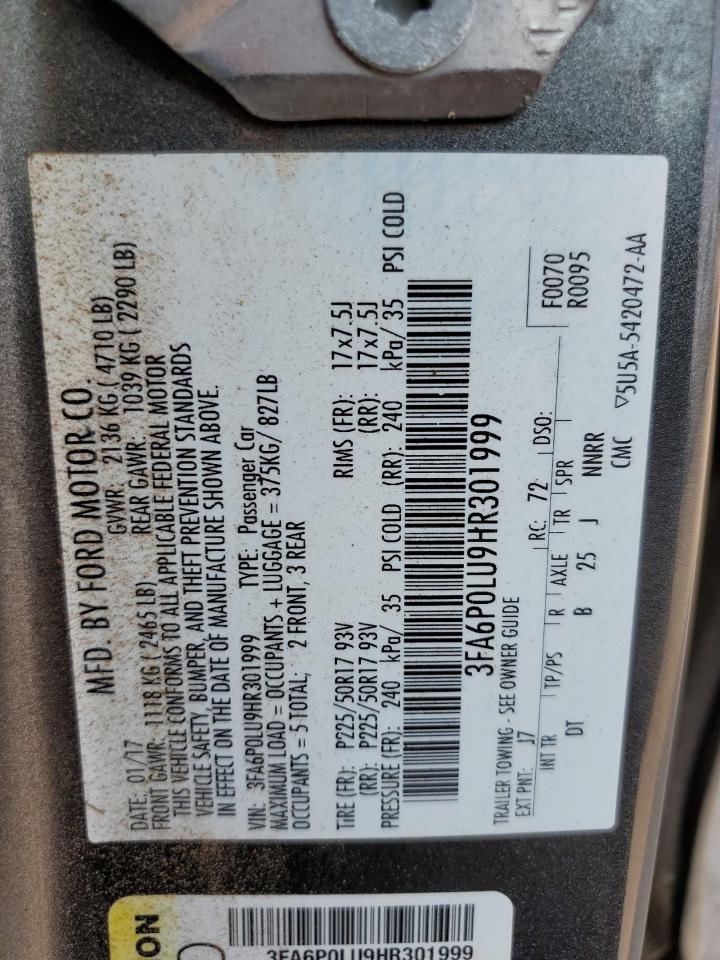 MFD. BY FORD MOTOR CO.
DATE: 01/17 GVWR: 2136 KG ( 4710 LB)
FRONT GAWR: 1118 KG ( 2465 LB) REAR GAWR: 1039 KG ( 2290 LB)
THIS VEHICLE CONFORMS TO ALL APPLICABLE FEDERAL MOTOR
VEHICLE SAFETY, BUMPER, AND THEFT PREVENTION STANDARDS
IN EFFECT ON THE DATE OF MANUFACTURE SHOWN ABOVE.
VIN: 3FA6P0LU9HR301999 TYPE: Passenger Car
MAXIMUM LOAD = OCCUPANTS + LUGGAGE = 375KG/ 827LB
OCCUPANTS = 5 TOTAL; 2 FRONT, 3 REAR
TIRE (FR): P225/50R17 93V RIMS (FR): 17x7.5J
(RR): P225/50R17 93V (RR): 17x7.5J
PRESSURE (FR): 240 kPa/ 35 PSI COLD (RR): 240 kPa/ 35 PSI COLD
3FA6P0LU9HR301999
TRAILER TOWING - SEE OWNER GUIDE
F0070
R0095
EXT PNT: J7 RC: 72 DSO:
INT TR TP/PS R AXLE TR SPR
DT B 25 J NNRR
CMC ▽5U5A-5420472-AA
ON
3FA6P0LU9HR301999